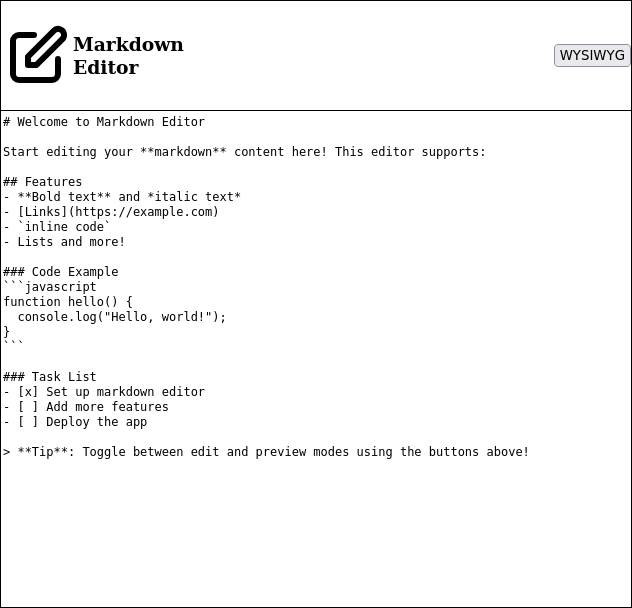 Markdown
Editor
WYSIWYG
# Welcome to Markdown Editor
Start editing your **markdown** content here! This editor supports:
## Features
- **Bold text** and *italic text*
- [Links](https://example.com)
- `inline code`
- Lists and more!
### Code Example
```javascript
function hello() {
  console.log("Hello, world!");
}
```
### Task List
- [x] Set up markdown editor
- [ ] Add more features
- [ ] Deploy the app
> **Tip**: Toggle between edit and preview modes using the buttons above!